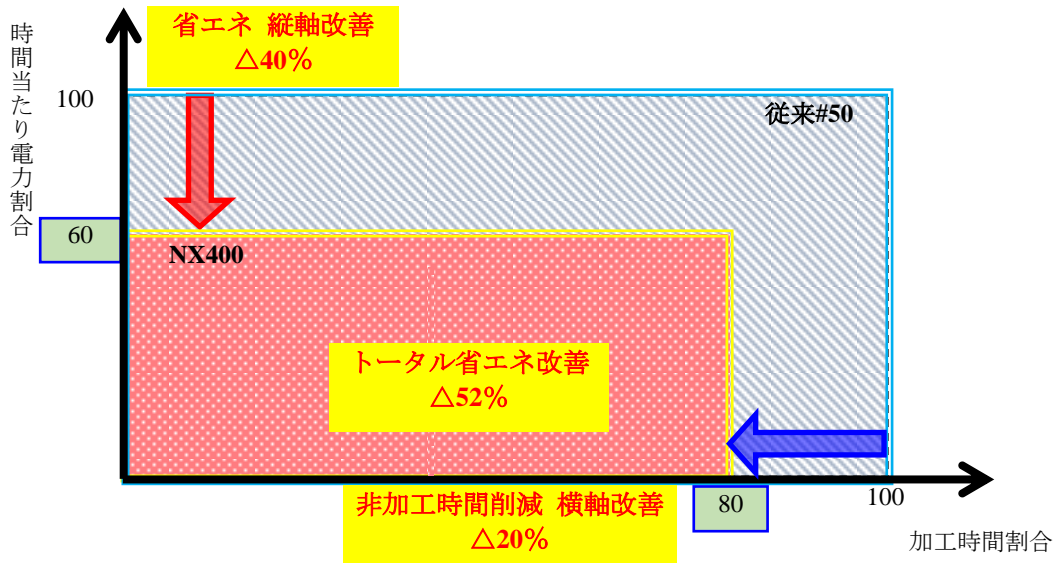 時間当たり電力割合
省エネ 縦軸改善
△40%
100
従来#50
60
NX400
トータル省エネ改善
△52%
非加工時間削減 横軸改善
△20%
80
100
加工時間割合